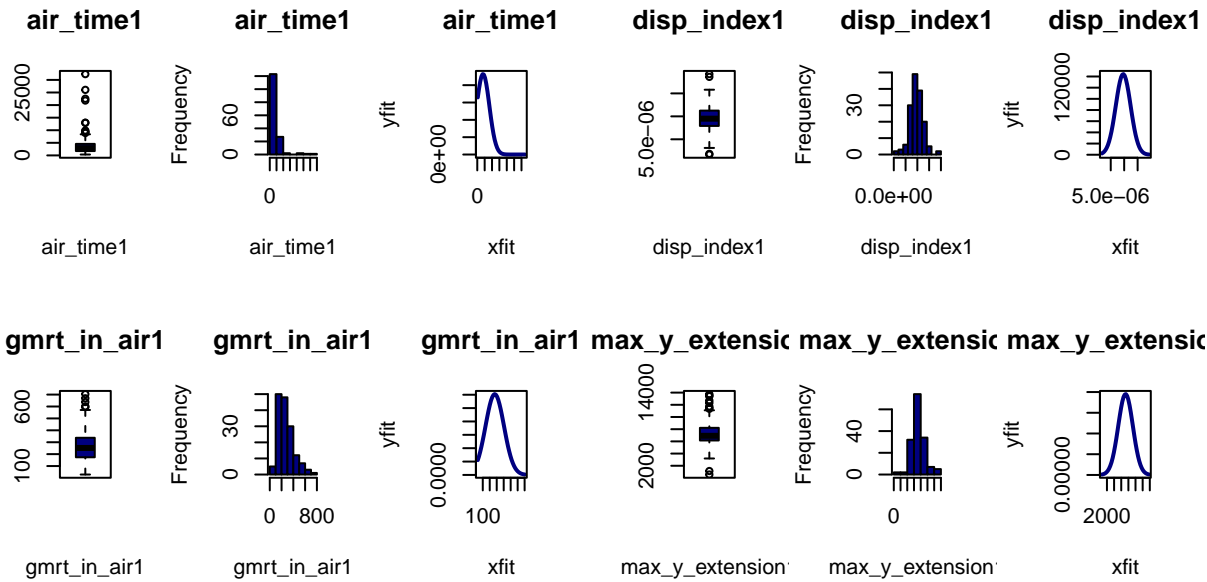 air_time1 air_time1 air_time1 disp_index1 disp_index1 disp_index1
0 25000
Frequency
0 60
0
yfit
0e+00
0
5.0e−06
0 30
0.0e+00
yfit
0 120000
5.0e−06
air_time1 air_time1 xfit disp_index1 disp_index1 xfit
gmrt_in_air1 gmrt_in_air1 gmrt_in_air1 max_y_extensic max_y_extensic max_y_extensic
100 600
Frequency
0 30
0 800
yfit
0.0000
100
2000 14000
Frequency
0 40
0
yfit
0.00000
2000
gmrt_in_air1 gmrt_in_air1 xfit max_y_extension1 max_y_extension1 xfit